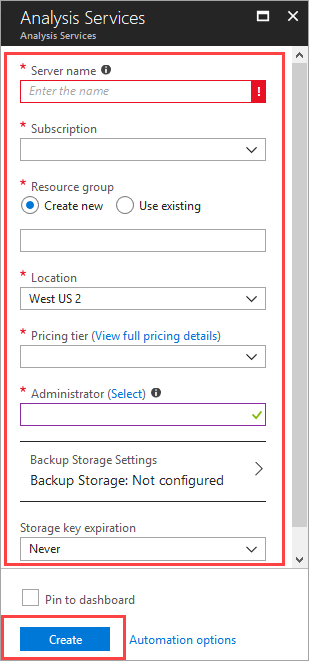 Analysis Services
Analysis Services
* Server name
Enter the name
!
* Subscription
* Resource group
Create new Use existing
* Location
West US 2
* Pricing tier (View full pricing details)
* Administrator (Select)
Backup Storage Settings
Backup Storage: Not configured
Storage key expiration
Never
Pin to dashboard
Create Automation options